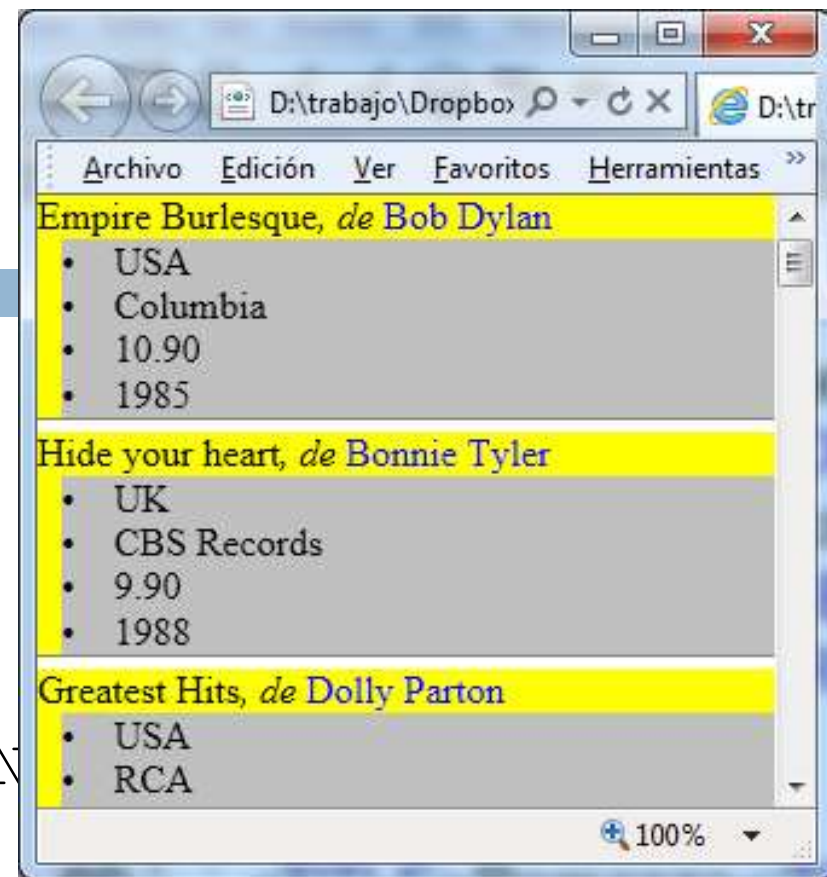 D:\trabajo\Dropbox
D:\tr
Archivo Edición Ver Favoritos Herramientas »
Empire Burlesque, de Bob Dylan
• USA
• Columbia
• 10.90
• 1985
Hide your heart, de Bonnie Tyler
• UK
• CBS Records
• 9.90
• 1988
Greatest Hits, de Dolly Parton
• USA
• RCA
100%